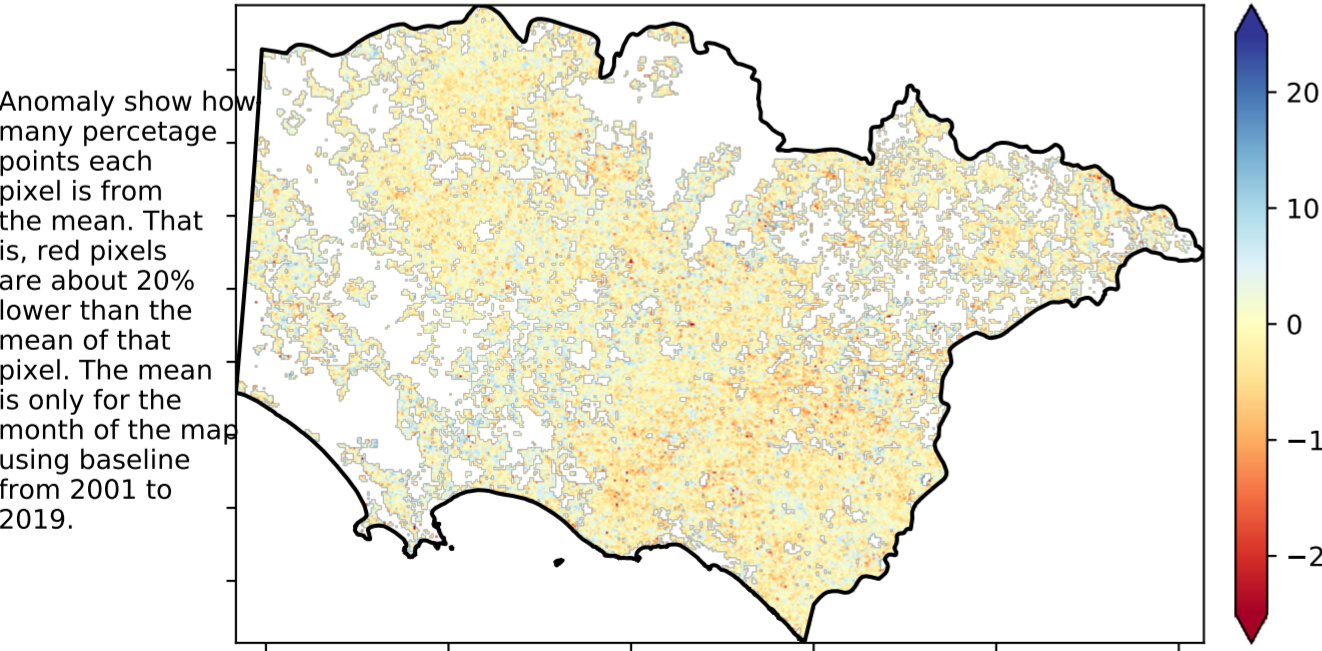 Anomaly show how
many percetage
points each
pixel is from
the mean. That
is, red pixels
are about 20%
lower than the
mean of that
pixel. The mean
is only for the
month of the map
using baseline
from 2001 to
2019.
20
10
0
−1
−2